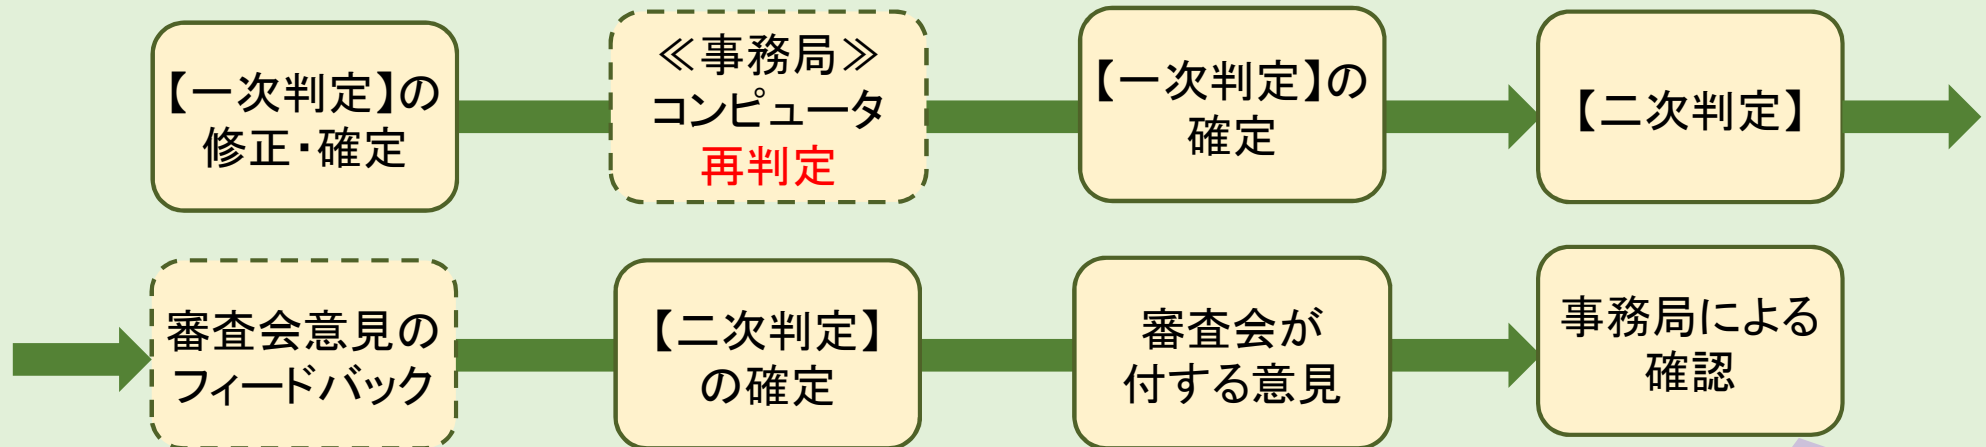 【一次判定】の
修正・確定
≪事務局≫
コンピュータ
再判定
【一次判定】の
確定
【二次判定】
審査会意見の
フィードバック
【二次判定】
の確定
審査会が
付する意見
事務局による
確認